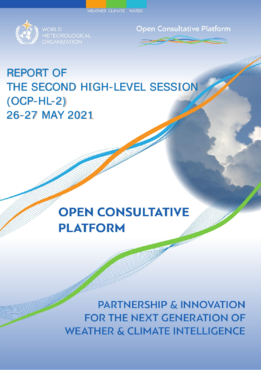 WEATHER CLIMATE WATER
WORLD
METEOROLOGICAL
ORGANIZATION
Open Consultative Platform
REPORT OF
THE SECOND HIGH-LEVEL SESSION
(OCP-HL-2)
26-27 MAY 2021
OPEN CONSULTATIVE
PLATFORM
PARTNERSHIP & INNOVATION
FOR THE NEXT GENERATION OF
WEATHER & CLIMATE INTELLIGENCE